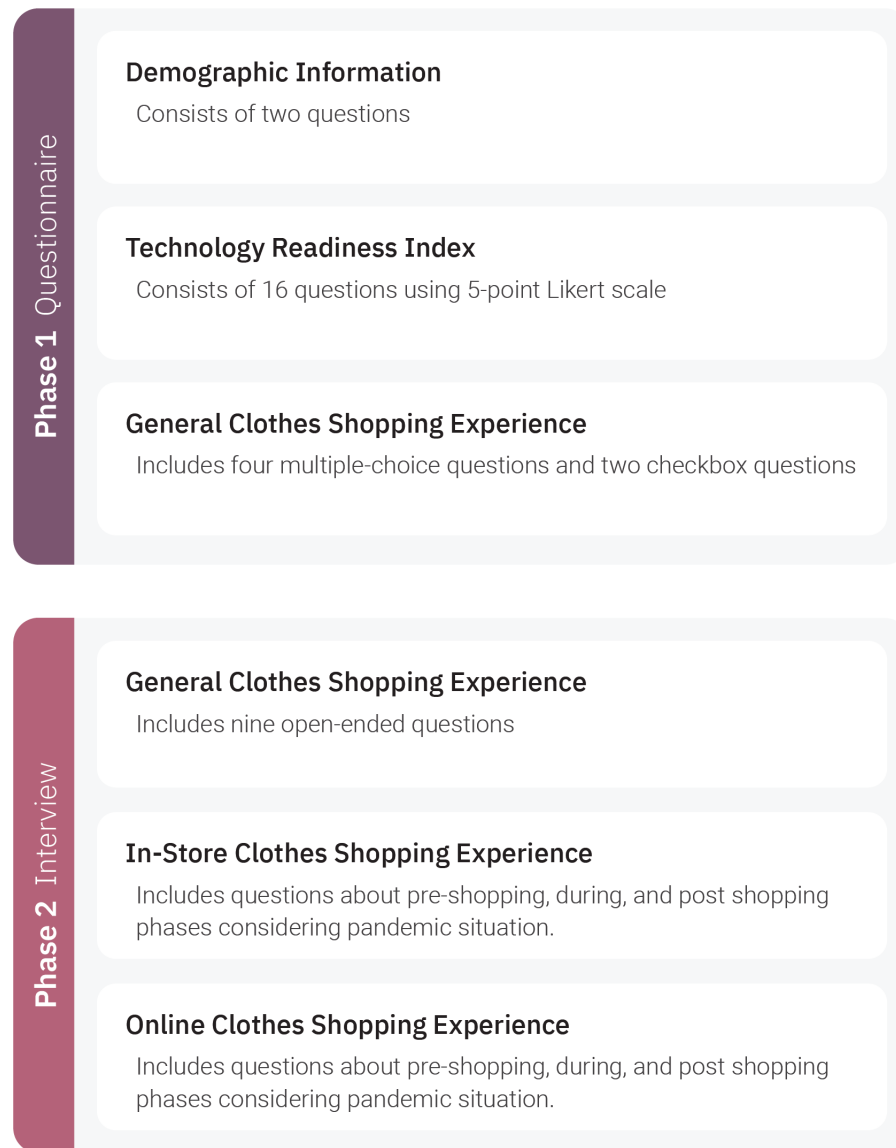 Phase 1 Questionnaire
Demographic Information
Consists of two questions
Technology Readiness Index
Consists of 16 questions using 5-point Likert scale
General Clothes Shopping Experience
Includes four multiple-choice questions and two checkbox questions
Phase 2 Interview
General Clothes Shopping Experience
Includes nine open-ended questions
In-Store Clothes Shopping Experience
Includes questions about pre-shopping, during, and post shopping
phases considering pandemic situation.
Online Clothes Shopping Experience
Includes questions about pre-shopping, during, and post shopping
phases considering pandemic situation.